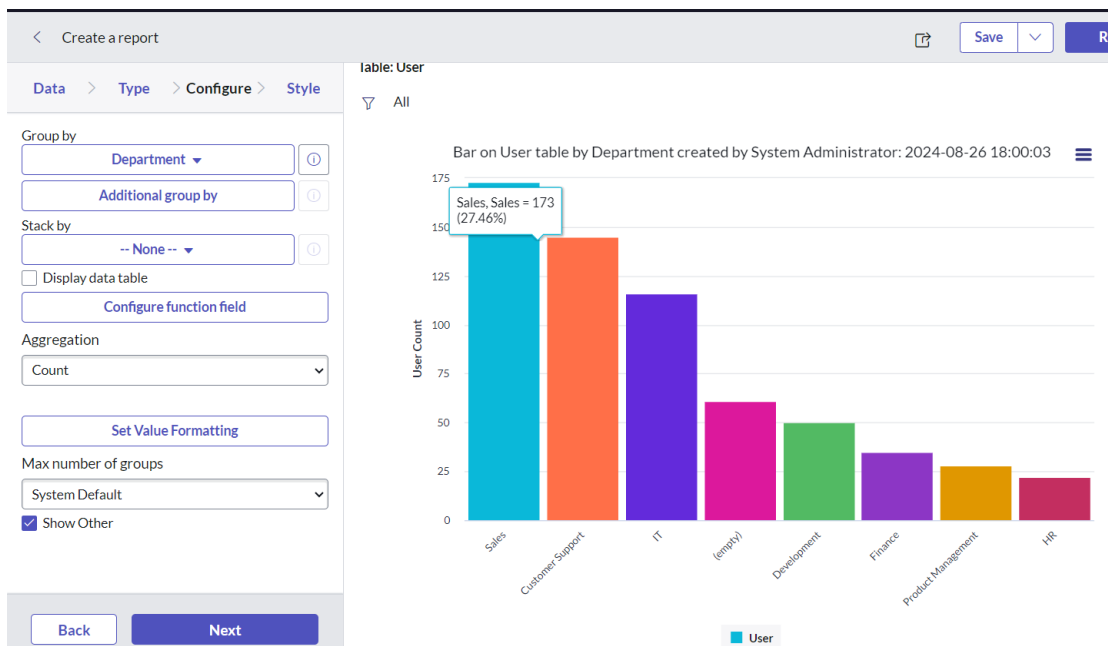 Create a report
Save
R
Data
Type
Configure
Style
Group by
Department
Additional group by
Stack by
-- None --
Display data table
Configure function field
Aggregation
Count
Set Value Formatting
Max number of groups
System Default
Show Other
Back
Next
Table: User
All
Bar on User table by Department created by System Administrator: 2024-08-26 18:00:03
Sales, Sales = 173
(27.46%)
User Count
175
150
125
100
75
50
25
0
Sales
Customer Support
IT
(empty)
Development
Finance
Product Management
HR
User